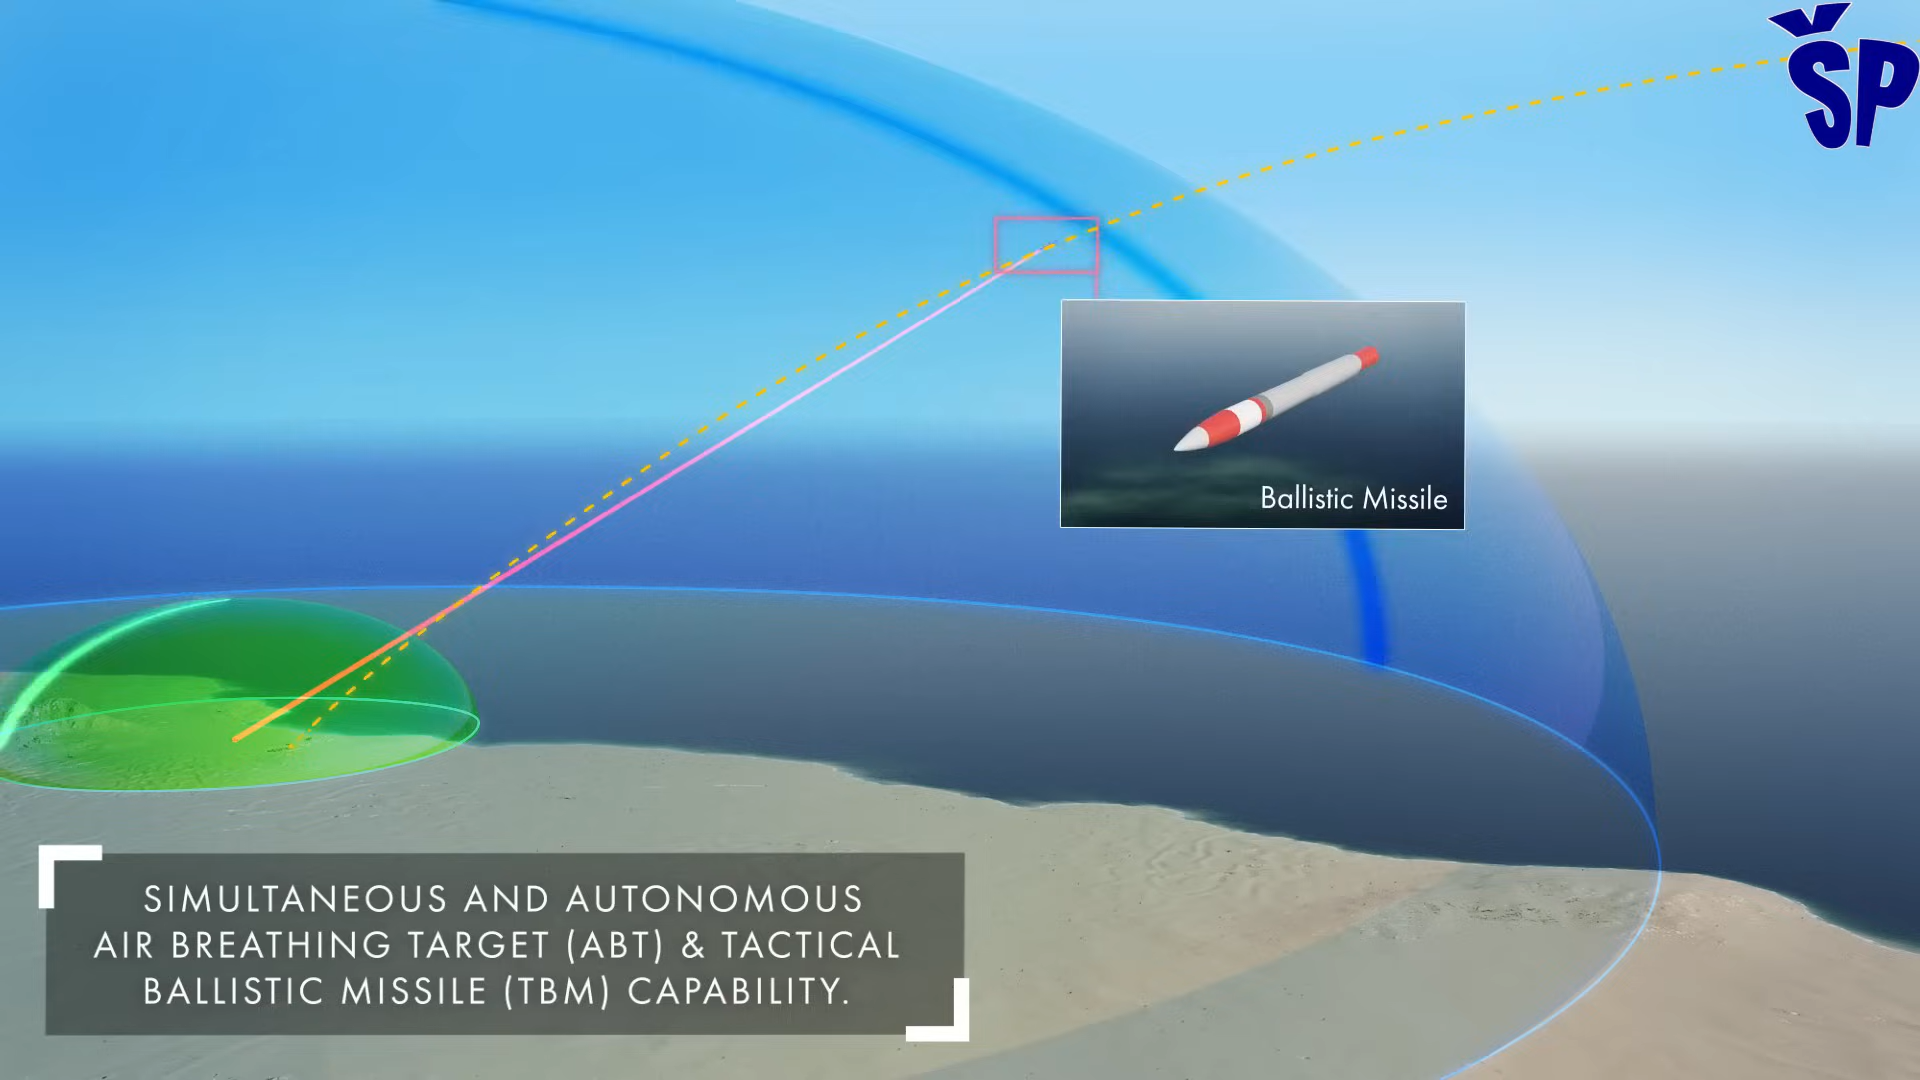 ŠP
Ballistic Missile
SIMULTANEOUS AND AUTONOMOUS
AIR BREATHING TARGET (ABT) & TACTICAL
BALLISTIC MISSILE (TBM) CAPABILITY.